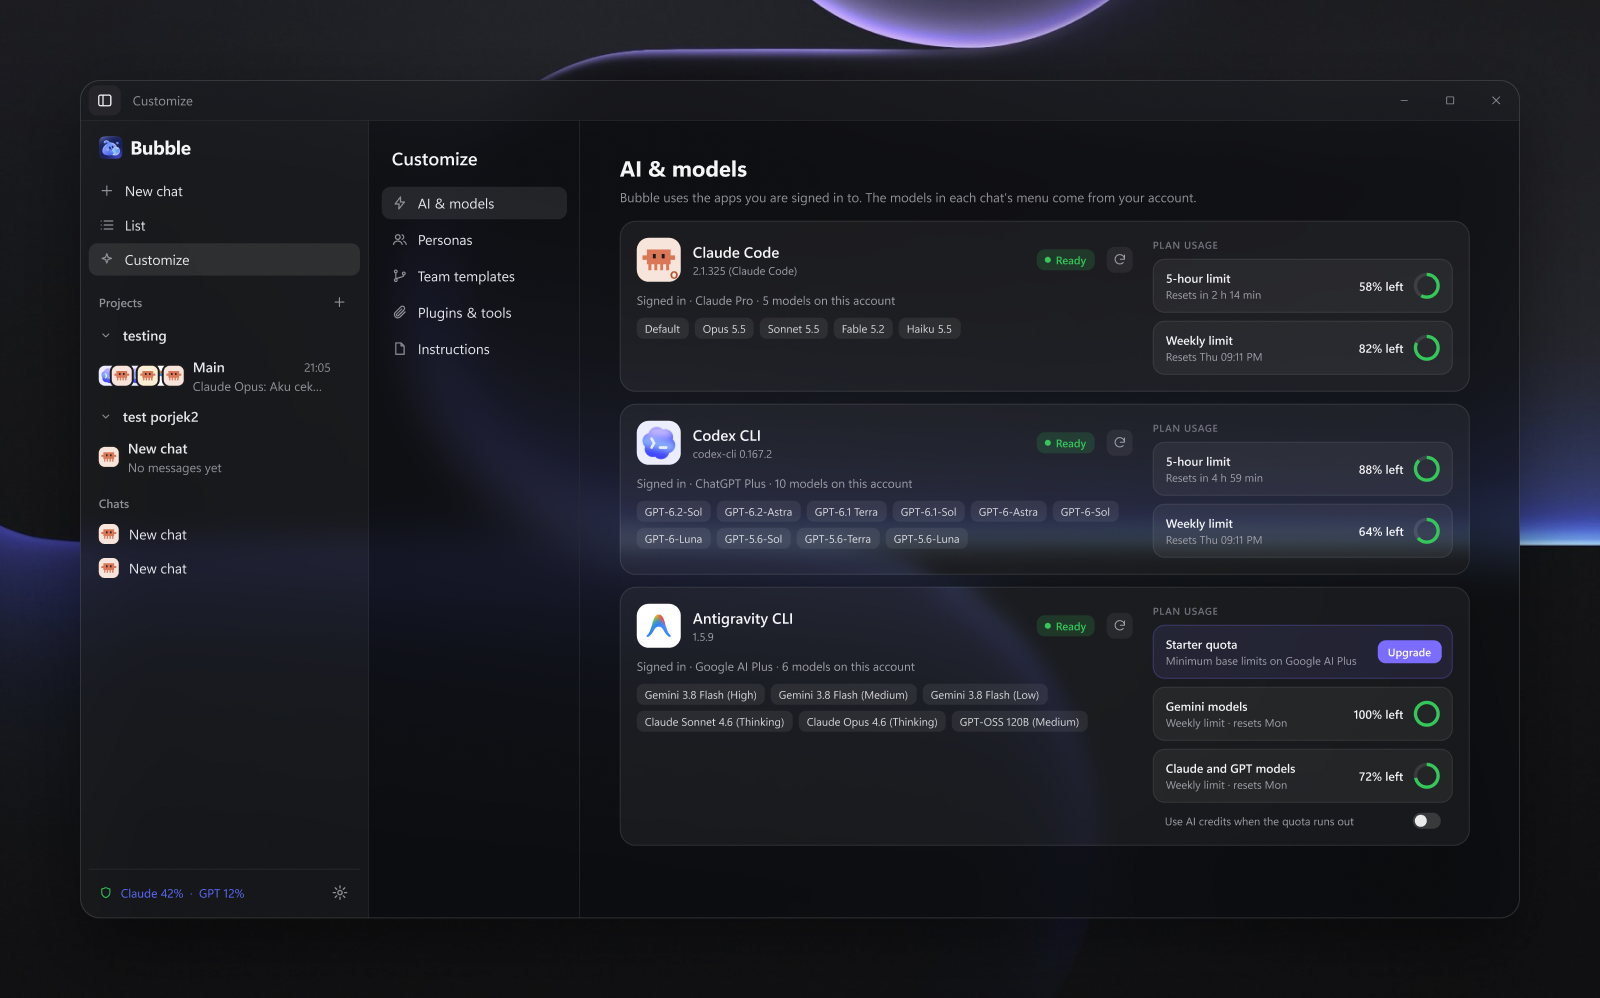 Customize
Bubble
New chat
List
Customize
Projects
testing
Main 21:05
Claude Opus: Aku cek...
test porjek2
New chat
No messages yet
Chats
New chat
New chat
Claude 42% · GPT 12%
Customize
AI & models
Personas
Team templates
Plugins & tools
Instructions
AI & models
Bubble uses the apps you are signed in to. The models in each chat's menu come from your account.
Claude Code
2.1.325 (Claude Code)
Ready
Signed in · Claude Pro · 5 models on this account
Default Opus 5.5 Sonnet 5.5 Fable 5.2 Haiku 5.5
PLAN USAGE
5-hour limit
Resets in 2 h 14 min
58% left
Weekly limit
Resets Thu 09:11 PM
82% left
Codex CLI
codex-cli 0.167.2
Ready
Signed in · ChatGPT Plus · 10 models on this account
GPT-6.2-Sol GPT-6.2-Astra GPT-6.1 Terra GPT-6.1-Sol GPT-6-Astra GPT-6-Sol
GPT-6-Luna GPT-5.6-Sol GPT-5.6-Terra GPT-5.6-Luna
PLAN USAGE
5-hour limit
Resets in 4 h 59 min
88% left
Weekly limit
Resets Thu 09:11 PM
64% left
Antigravity CLI
1.5.9
Ready
Signed in · Google AI Plus · 6 models on this account
Gemini 3.8 Flash (High) Gemini 3.8 Flash (Medium) Gemini 3.8 Flash (Low)
Claude Sonnet 4.6 (Thinking) Claude Opus 4.6 (Thinking) GPT-OSS 120B (Medium)
PLAN USAGE
Starter quota
Minimum base limits on Google AI Plus
Upgrade
Gemini models
Weekly limit · resets Mon
100% left
Claude and GPT models
Weekly limit · resets Mon
72% left
Use AI credits when the quota runs out